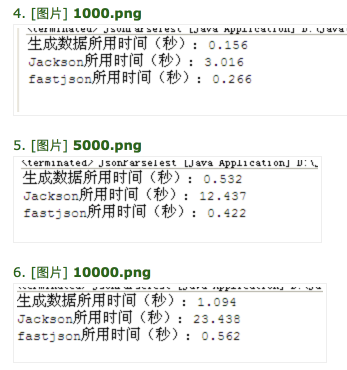 4. [图片] 1000.png
<terminated> JsonParseTest [Java Application] D:\Java
生成数据所用时间（秒）: 0.156
Jackson所用时间（秒）: 3.016
fastjson所用时间（秒）: 0.266
5. [图片] 5000.png
<terminated> JsonParseTest [Java Application] D:\
生成数据所用时间（秒）: 0.532
Jackson所用时间（秒）: 12.437
fastjson所用时间（秒）: 0.422
6. [图片] 10000.png
生成数据所用时间（秒）: 1.094
Jackson所用时间（秒）: 23.438
fastjson所用时间（秒）: 0.562